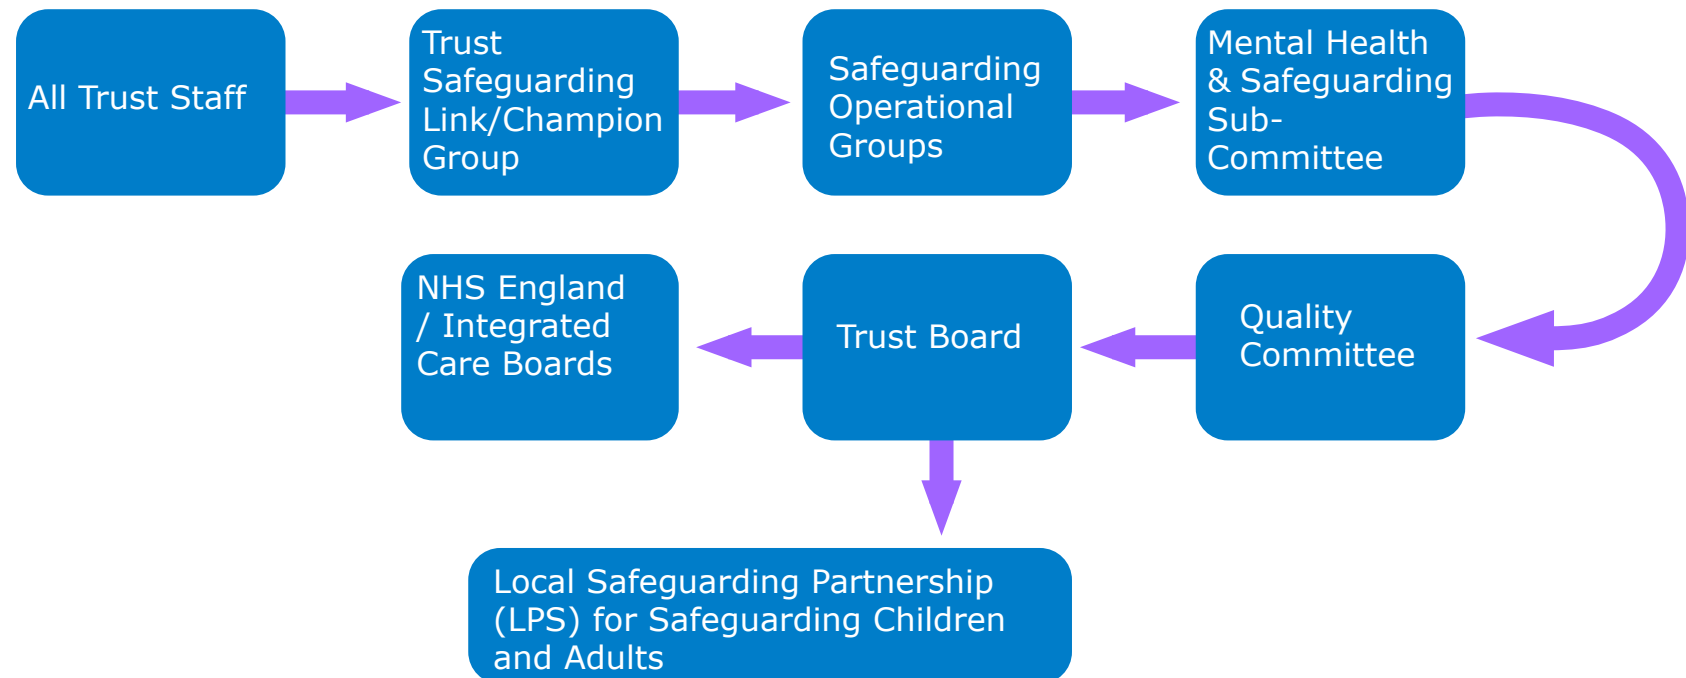 All Trust Staff
Trust
Safeguarding
Link/Champion
Group
Safeguarding
Operational
Groups
Mental Health
& Safeguarding
Sub-
Committee
NHS England
/ Integrated
Care Boards
Trust Board
Quality
Committee
Local Safeguarding Partnership
(LPS) for Safeguarding Children
and Adults